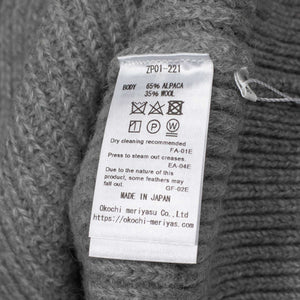 ZP01-221
BODY 65% ALPACA
35% WOOL
Dry cleaning recommended
FA-01E
Press to steam out creases.
EA-04E
Due to the nature of this
product, some feathers may
fall out.
GF-02E
MADE IN JAPAN
Okochi meriyasu Co.,Ltd
https://okochi-meriyas.com